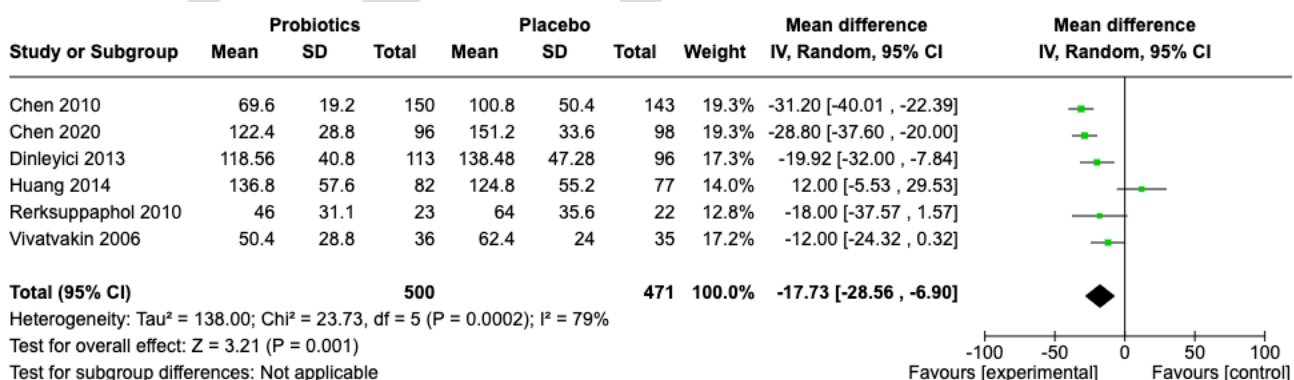 Probiotics Placebo Mean difference Mean difference
Study or Subgroup Mean SD Total Mean SD Total Weight IV, Random, 95% CI IV, Random, 95% CI
Chen 2010 69.6 19.2 150 100.8 50.4 143 19.3% -31.20 [-40.01 , -22.39]
Chen 2020 122.4 28.8 96 151.2 33.6 98 19.3% -28.80 [-37.60 , -20.00]
Dinleyici 2013 118.56 40.8 113 138.48 47.28 96 17.3% -19.92 [-32.00 , -7.84]
Huang 2014 136.8 57.6 82 124.8 55.2 77 14.0% 12.00 [-5.53 , 29.53]
Rerksuppaphol 2010 46 31.1 23 64 35.6 22 12.8% -18.00 [-37.57 , 1.57]
Vivatvakin 2006 50.4 28.8 36 62.4 24 35 17.2% -12.00 [-24.32 , 0.32]
Total (95% CI) 500 471 100.0% -17.73 [-28.56 , -6.90]
Heterogeneity: Tau² = 138.00; Chi² = 23.73, df = 5 (P = 0.0002); I² = 79%
Test for overall effect: Z = 3.21 (P = 0.001)
-100 -50 0 50 100
Test for subgroup differences: Not applicable Favours [experimental] Favours [control]